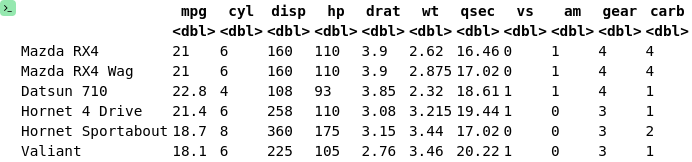 mpg cyl disp hp drat wt qsec vs am gear carb
<dbl> <dbl> <dbl> <dbl> <dbl> <dbl> <dbl> <dbl> <dbl> <dbl> <dbl>
Mazda RX4 21 6 160 110 3.9 2.62 16.46 0 1 4 4
Mazda RX4 Wag 21 6 160 110 3.9 2.875 17.02 0 1 4 4
Datsun 710 22.8 4 108 93 3.85 2.32 18.61 1 1 4 1
Hornet 4 Drive 21.4 6 258 110 3.08 3.215 19.44 1 0 3 1
Hornet Sportabout 18.7 8 360 175 3.15 3.44 17.02 0 0 3 2
Valiant 18.1 6 225 105 2.76 3.46 20.22 1 0 3 1